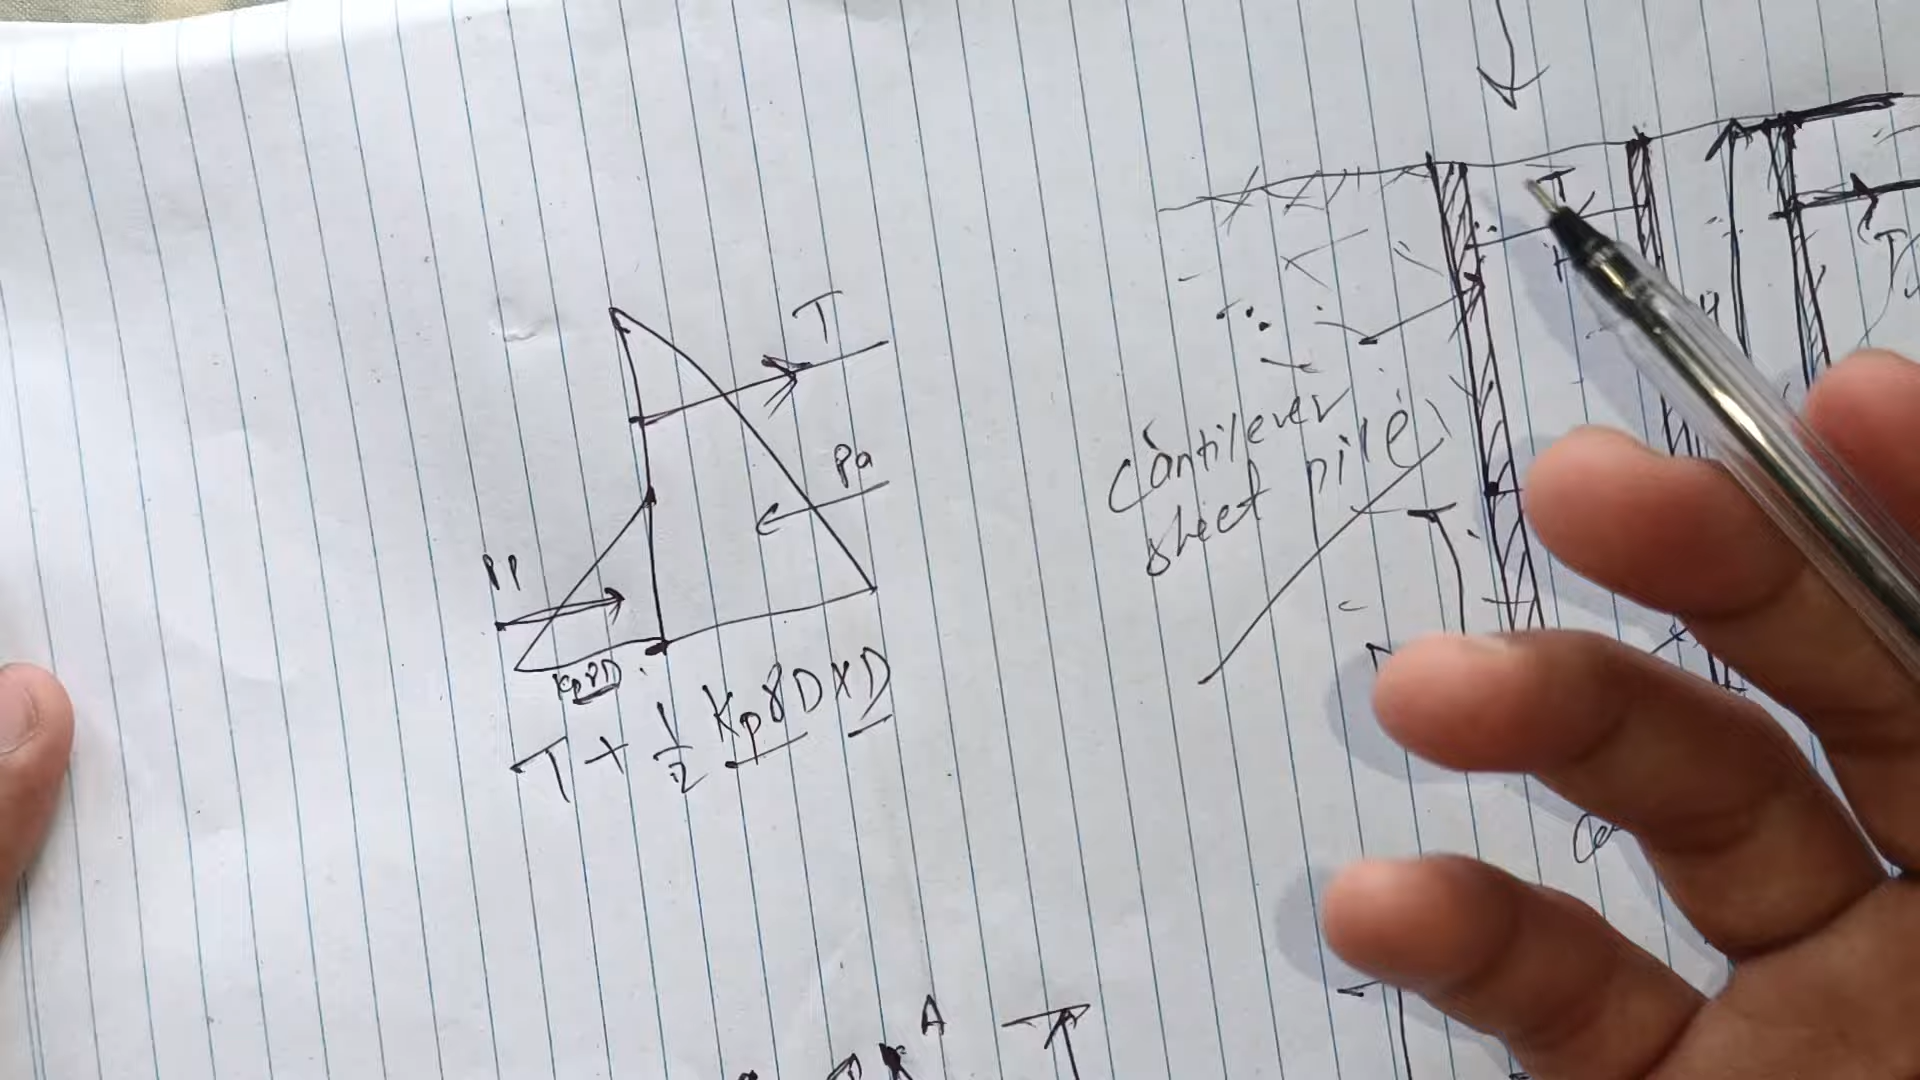 T
Pa
PP
KpγD
T + 1/2 KpγD×D
Cantilever
sheet pile
T
T
A